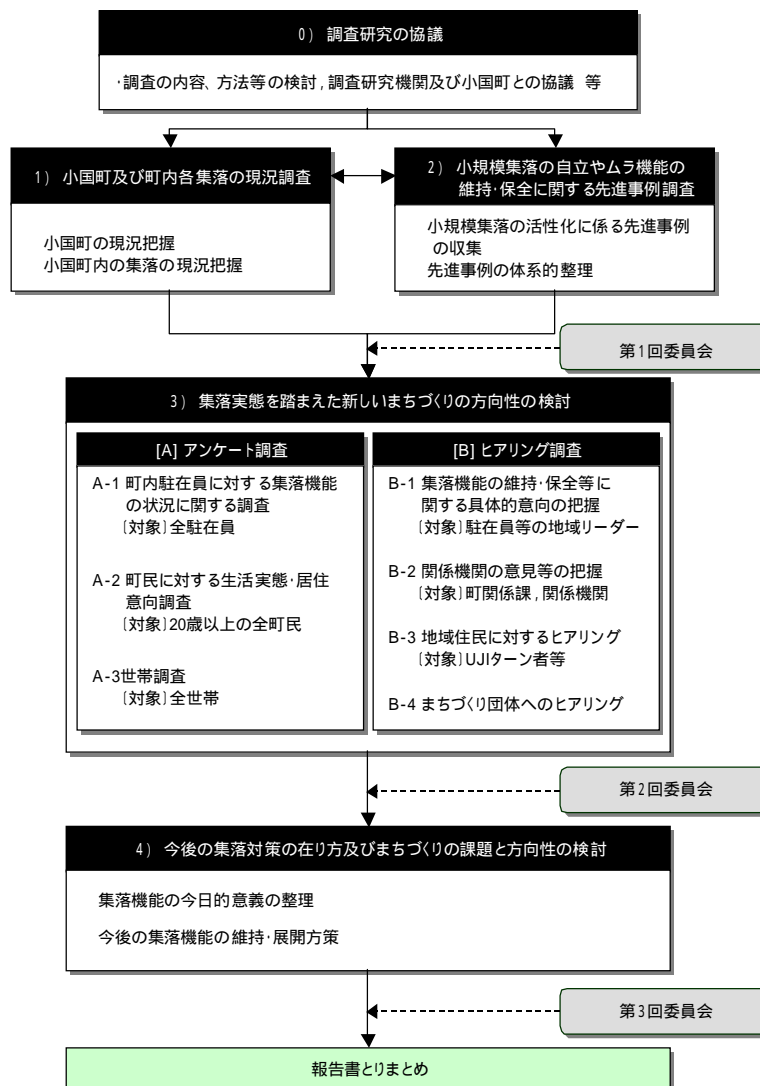 0) 調査研究の協議
・調査の内容、方法等の検討，調査研究機関及び小国町との協議 等
1) 小国町及び町内各集落の現況調査
小国町の現況把握
小国町内の集落の現況把握
2) 小規模集落の自立やムラ機能の
維持・保全に関する先進事例調査
小規模集落の活性化に係る先進事例
の収集
先進事例の体系的整理
第1回委員会
3) 集落実態を踏まえた新しいまちづくりの方向性の検討
[A] アンケート調査
A-1 町内駐在員に対する集落機能
の状況に関する調査
〔対象〕全駐在員
A-2 町民に対する生活実態・居住
意向調査
〔対象〕20歳以上の全町民
A-3世帯調査
〔対象〕全世帯
[B] ヒアリング調査
B-1 集落機能の維持・保全等に
関する具体的意向の把握
〔対象〕駐在員等の地域リーダー
B-2 関係機関の意見等の把握
〔対象〕町関係課，関係機関
B-3 地域住民に対するヒアリング
〔対象〕UJIターン者等
B-4 まちづくり団体へのヒアリング
第2回委員会
4) 今後の集落対策の在り方及びまちづくりの課題と方向性の検討
集落機能の今日的意義の整理
今後の集落機能の維持・展開方策
第3回委員会
報告書とりまとめ